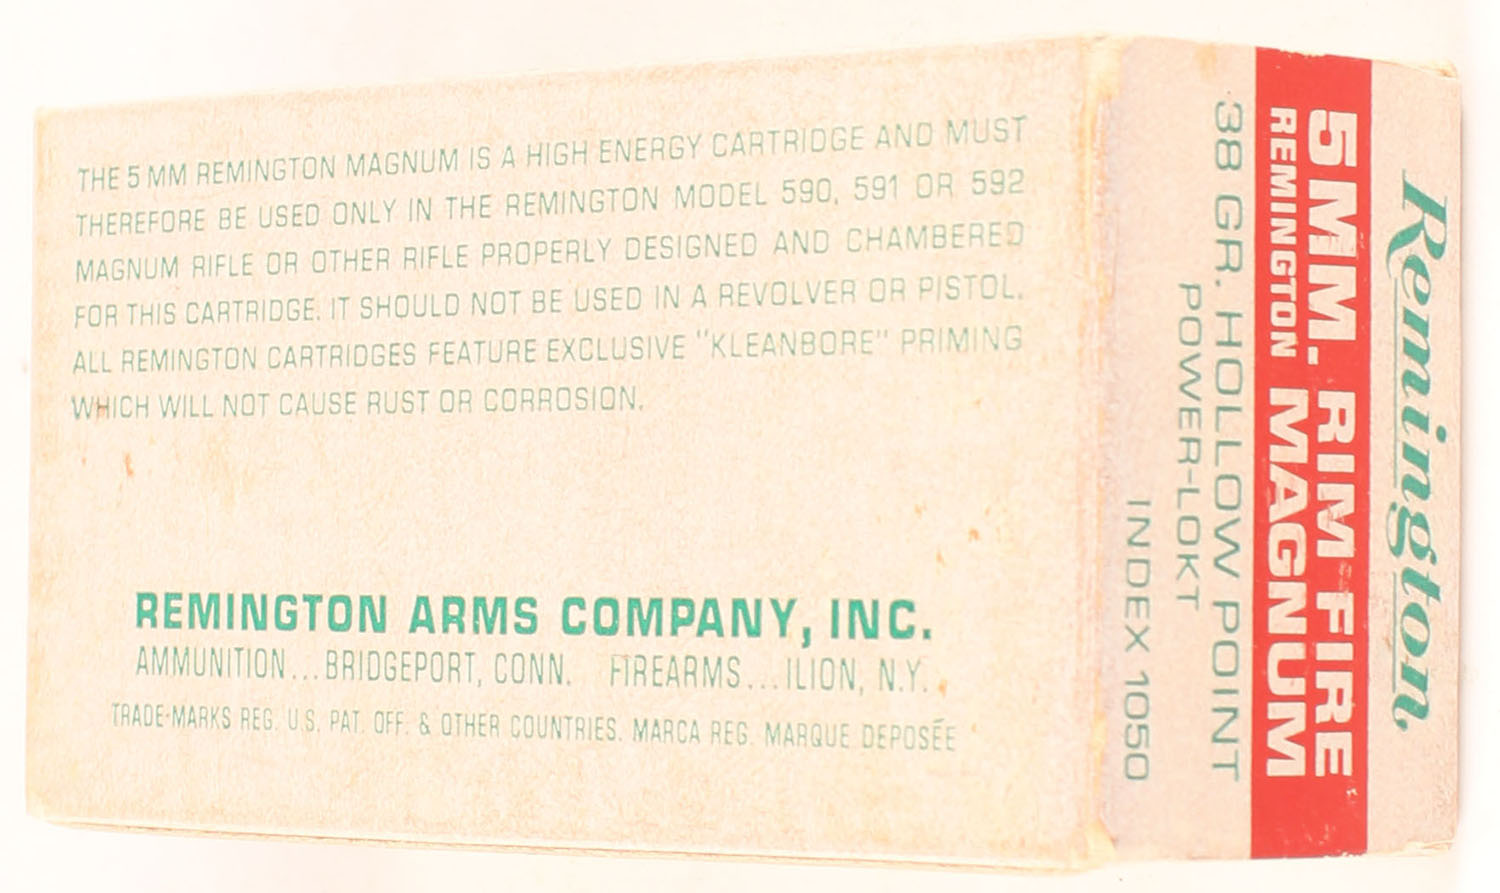 THE 5 MM REMINGTON MAGNUM IS A HIGH ENERGY CARTRIDGE AND MUST
THEREFORE BE USED ONLY IN THE REMINGTON MODEL 590, 591 OR 592
MAGNUM RIFLE OR OTHER RIFLE PROPERLY DESIGNED AND CHAMBERED
FOR THIS CARTRIDGE. IT SHOULD NOT BE USED IN A REVOLVER OR PISTOL.
ALL REMINGTON CARTRIDGES FEATURE EXCLUSIVE "KLEANBORE" PRIMING
WHICH WILL NOT CAUSE RUST OR CORROSION.
REMINGTON ARMS COMPANY, INC.
AMMUNITION...BRIDGEPORT, CONN. FIREARMS...ILION, N.Y.
TRADE-MARKS REG. U.S. PAT. OFF. & OTHER COUNTRIES. MARCA REG. MARQUE DEPOSÉE
Remington
5 MM. RIM FIRE
REMINGTON MAGNUM
38 GR. HOLLOW POINT
POWER-LOKT
INDEX 1050